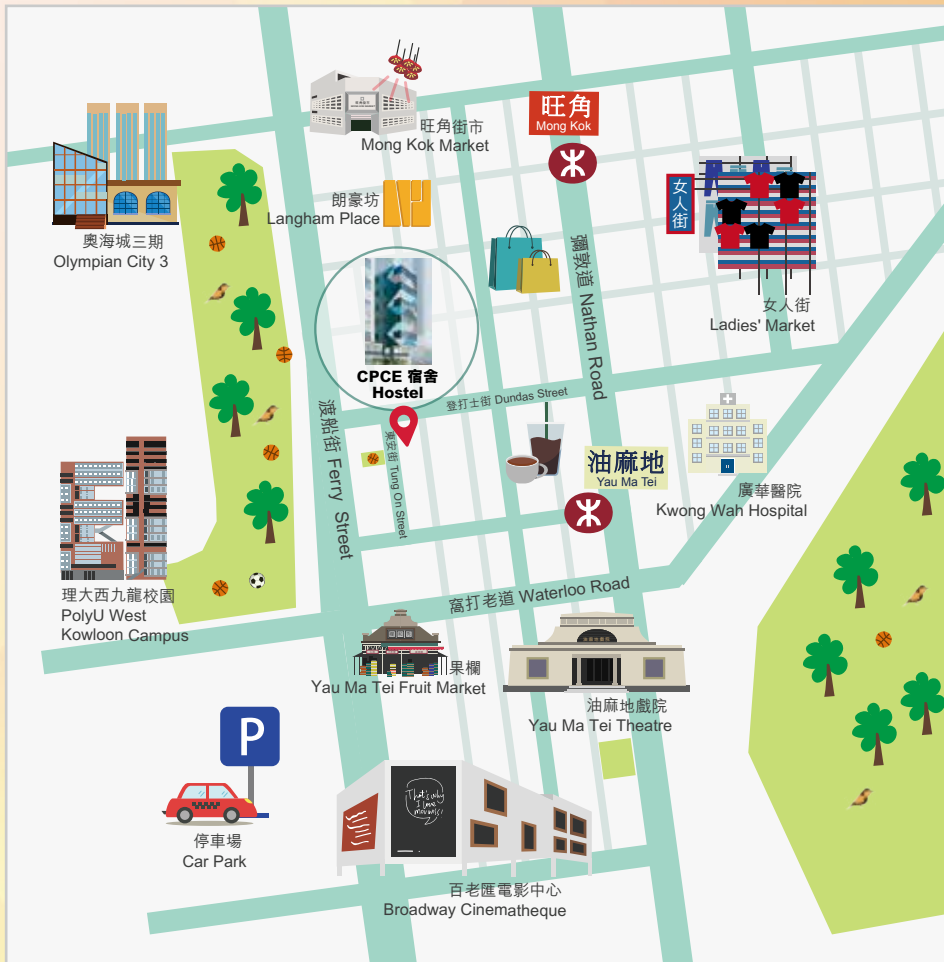 旺角街市
Mong Kok Market
旺角
Mong Kok
奧海城三期
Olympian City 3
朗豪坊
Langham Place
女人街
女人街
Ladies' Market
彌敦道 Nathan Road
CPCE 宿舍
Hostel
登打士街 Dundas Street
渡船街 Ferry Street
東安街 Tung On Street
油麻地
Yau Ma Tei
廣華醫院
Kwong Wah Hospital
理大西九龍校園
PolyU West
Kowloon Campus
窩打老道 Waterloo Road
果欄
Yau Ma Tei Fruit Market
油麻地戲院
Yau Ma Tei Theatre
P
停車場
Car Park
That's why
I love
百老匯電影中心
Broadway Cinematheque